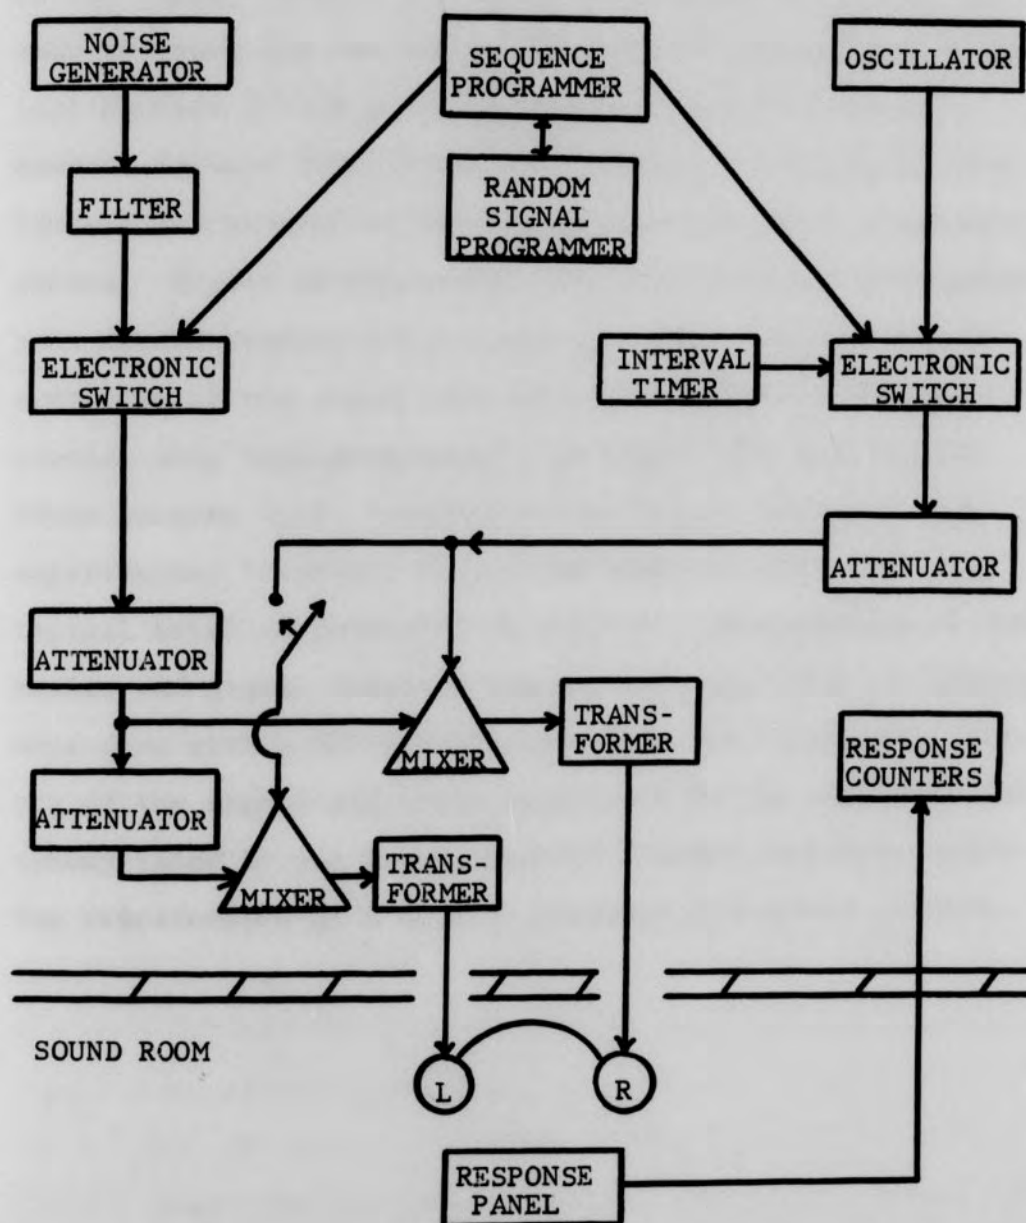 NOISE
GENERATOR
SEQUENCE
PROGRAMMER
OSCILLATOR
FILTER
RANDOM
SIGNAL
PROGRAMMER
ELECTRONIC
SWITCH
INTERVAL
TIMER
ELECTRONIC
SWITCH
ATTENUATOR
ATTENUATOR
MIXER
TRANS-
FORMER
RESPONSE
COUNTERS
ATTENUATOR
MIXER
TRANS-
FORMER
SOUND ROOM
L
R
RESPONSE
PANEL